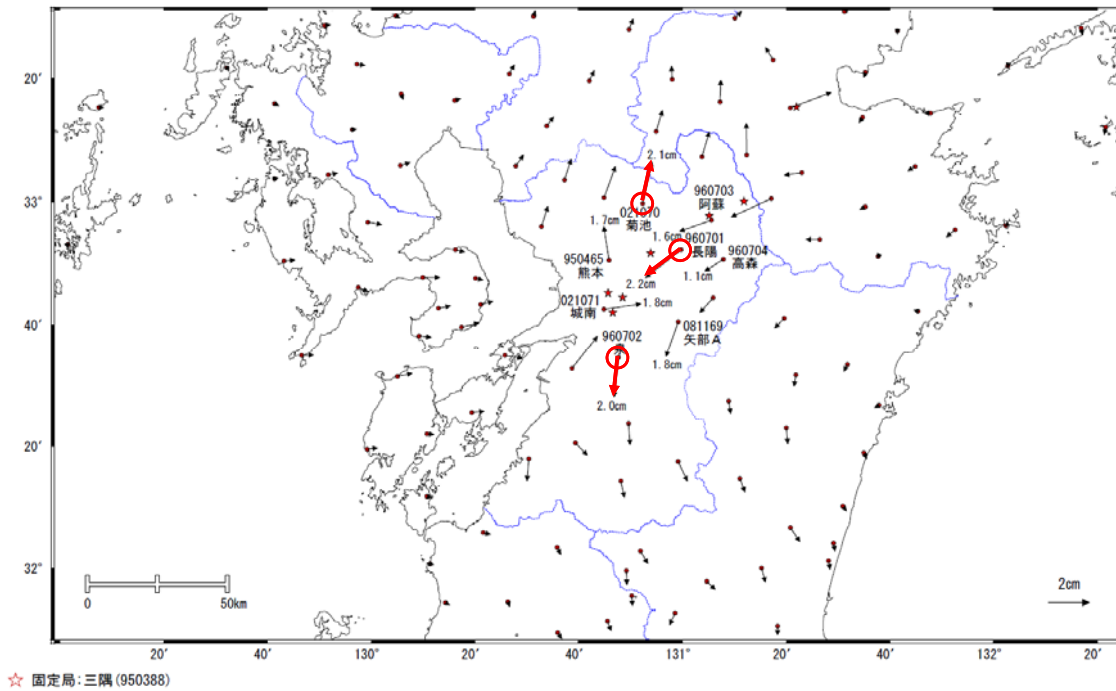 20′
33°
40′
20′
32°
2.1cm
960703
阿蘇
021070
菊池
1.7cm
1.6cm
960701
長陽
960704
高森
950465
熊本
2.2cm
1.1cm
021071
城南
1.8cm
081169
矢部A
960702
泉
1.8cm
2.0cm
0
50km
2cm
20′
40′
130°
20′
40′
131°
20′
40′
132°
20′
☆ 固定局:三隅(950388)